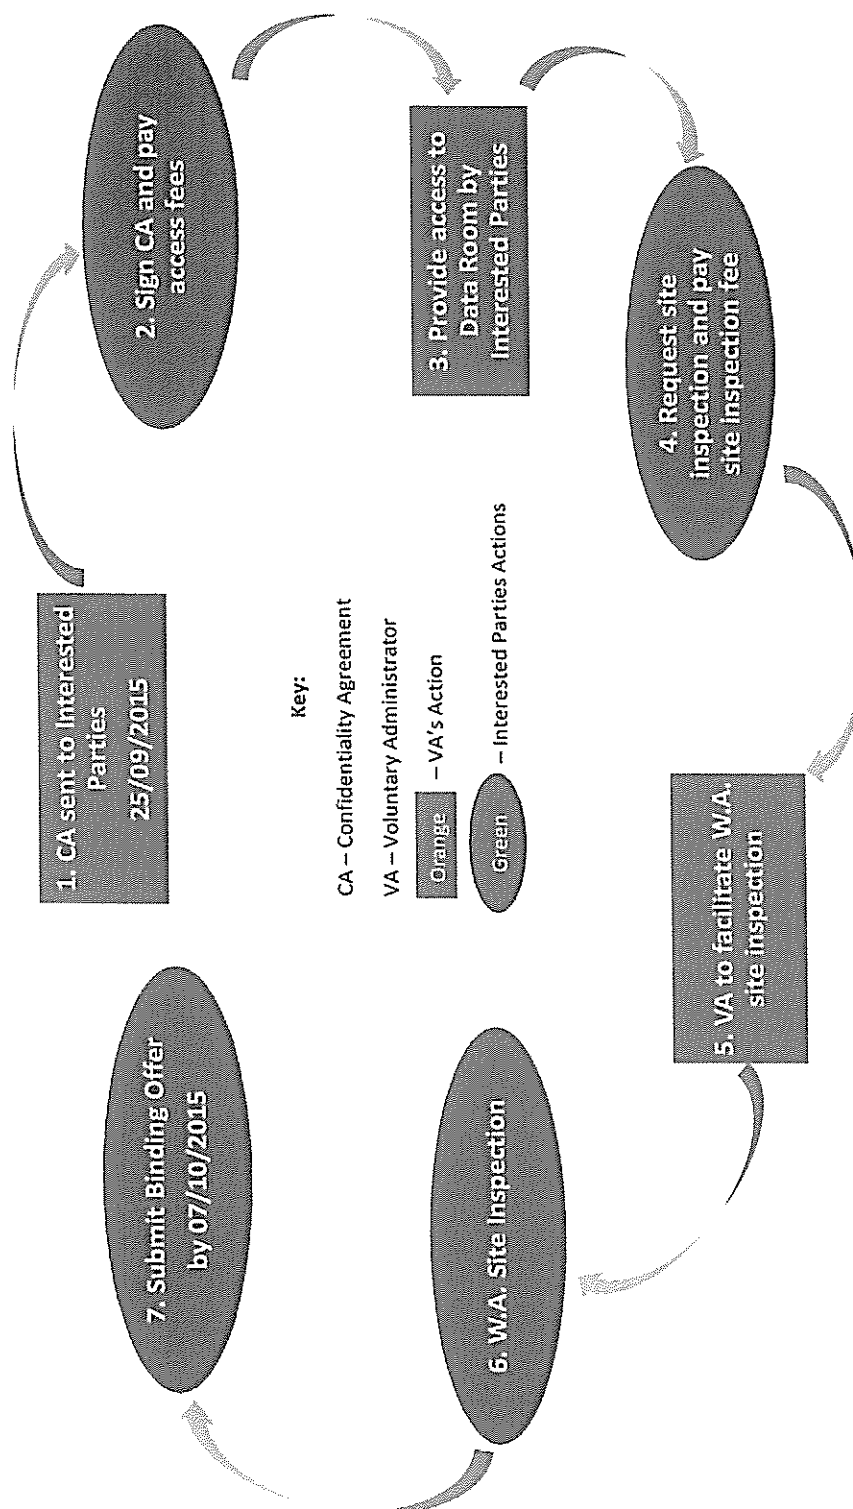 1. CA sent to Interested
Parties
25/09/2015
2. Sign CA and pay
access fees
3. Provide access to
Data Room by
Interested Parties
4. Request site
inspection and pay
site inspection fee
5. VA to facilitate W.A.
site inspection
6. W.A. Site Inspection
7. Submit Binding Offer
by 07/10/2015
Key:
CA – Confidentiality Agreement
VA – Voluntary Administrator
Orange – VA's Action
Green – Interested Parties Actions